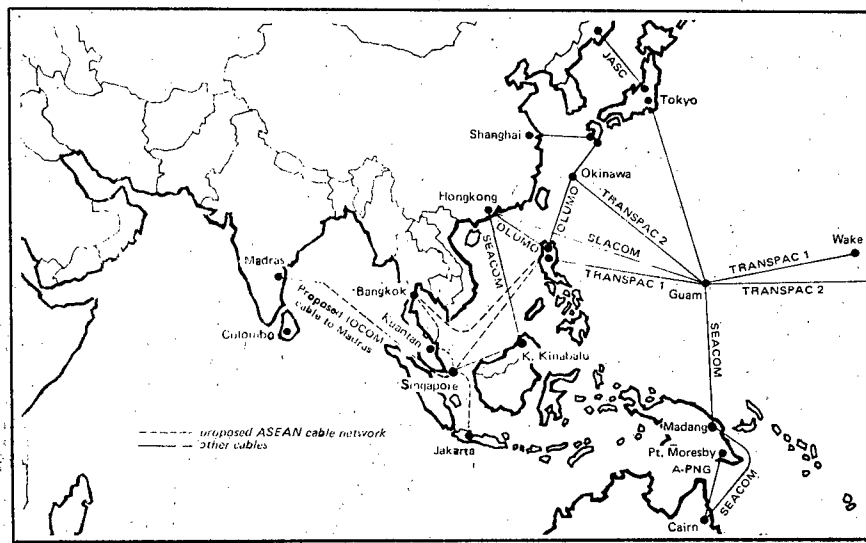 JASC
Tokyo
Shanghai
Okinawa
Hongkong
OLUMO
OLUMO
TRANSPAC 2
SEACOM
SEACOM
Wake
TRANSPAC 1
TRANSPAC 1
Guam
TRANSPAC 2
Madras
Bangkok
Proposed IOCOM
cable to Madras
Kuantan
Colombo
SEACOM
K. Kinabalu
Singapore
Madang
proposed ASEAN cable network
other cables
Jakarta
Pt. Moresby
A-PNG
SEACOM
Cairn